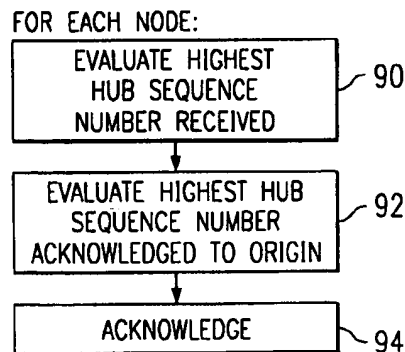 FOR EACH NODE:
EVALUATE HIGHEST
HUB SEQUENCE
NUMBER RECEIVED
90
EVALUATE HIGHEST HUB
SEQUENCE NUMBER
ACKNOWLEDGED TO ORIGIN
92
ACKNOWLEDGE
94